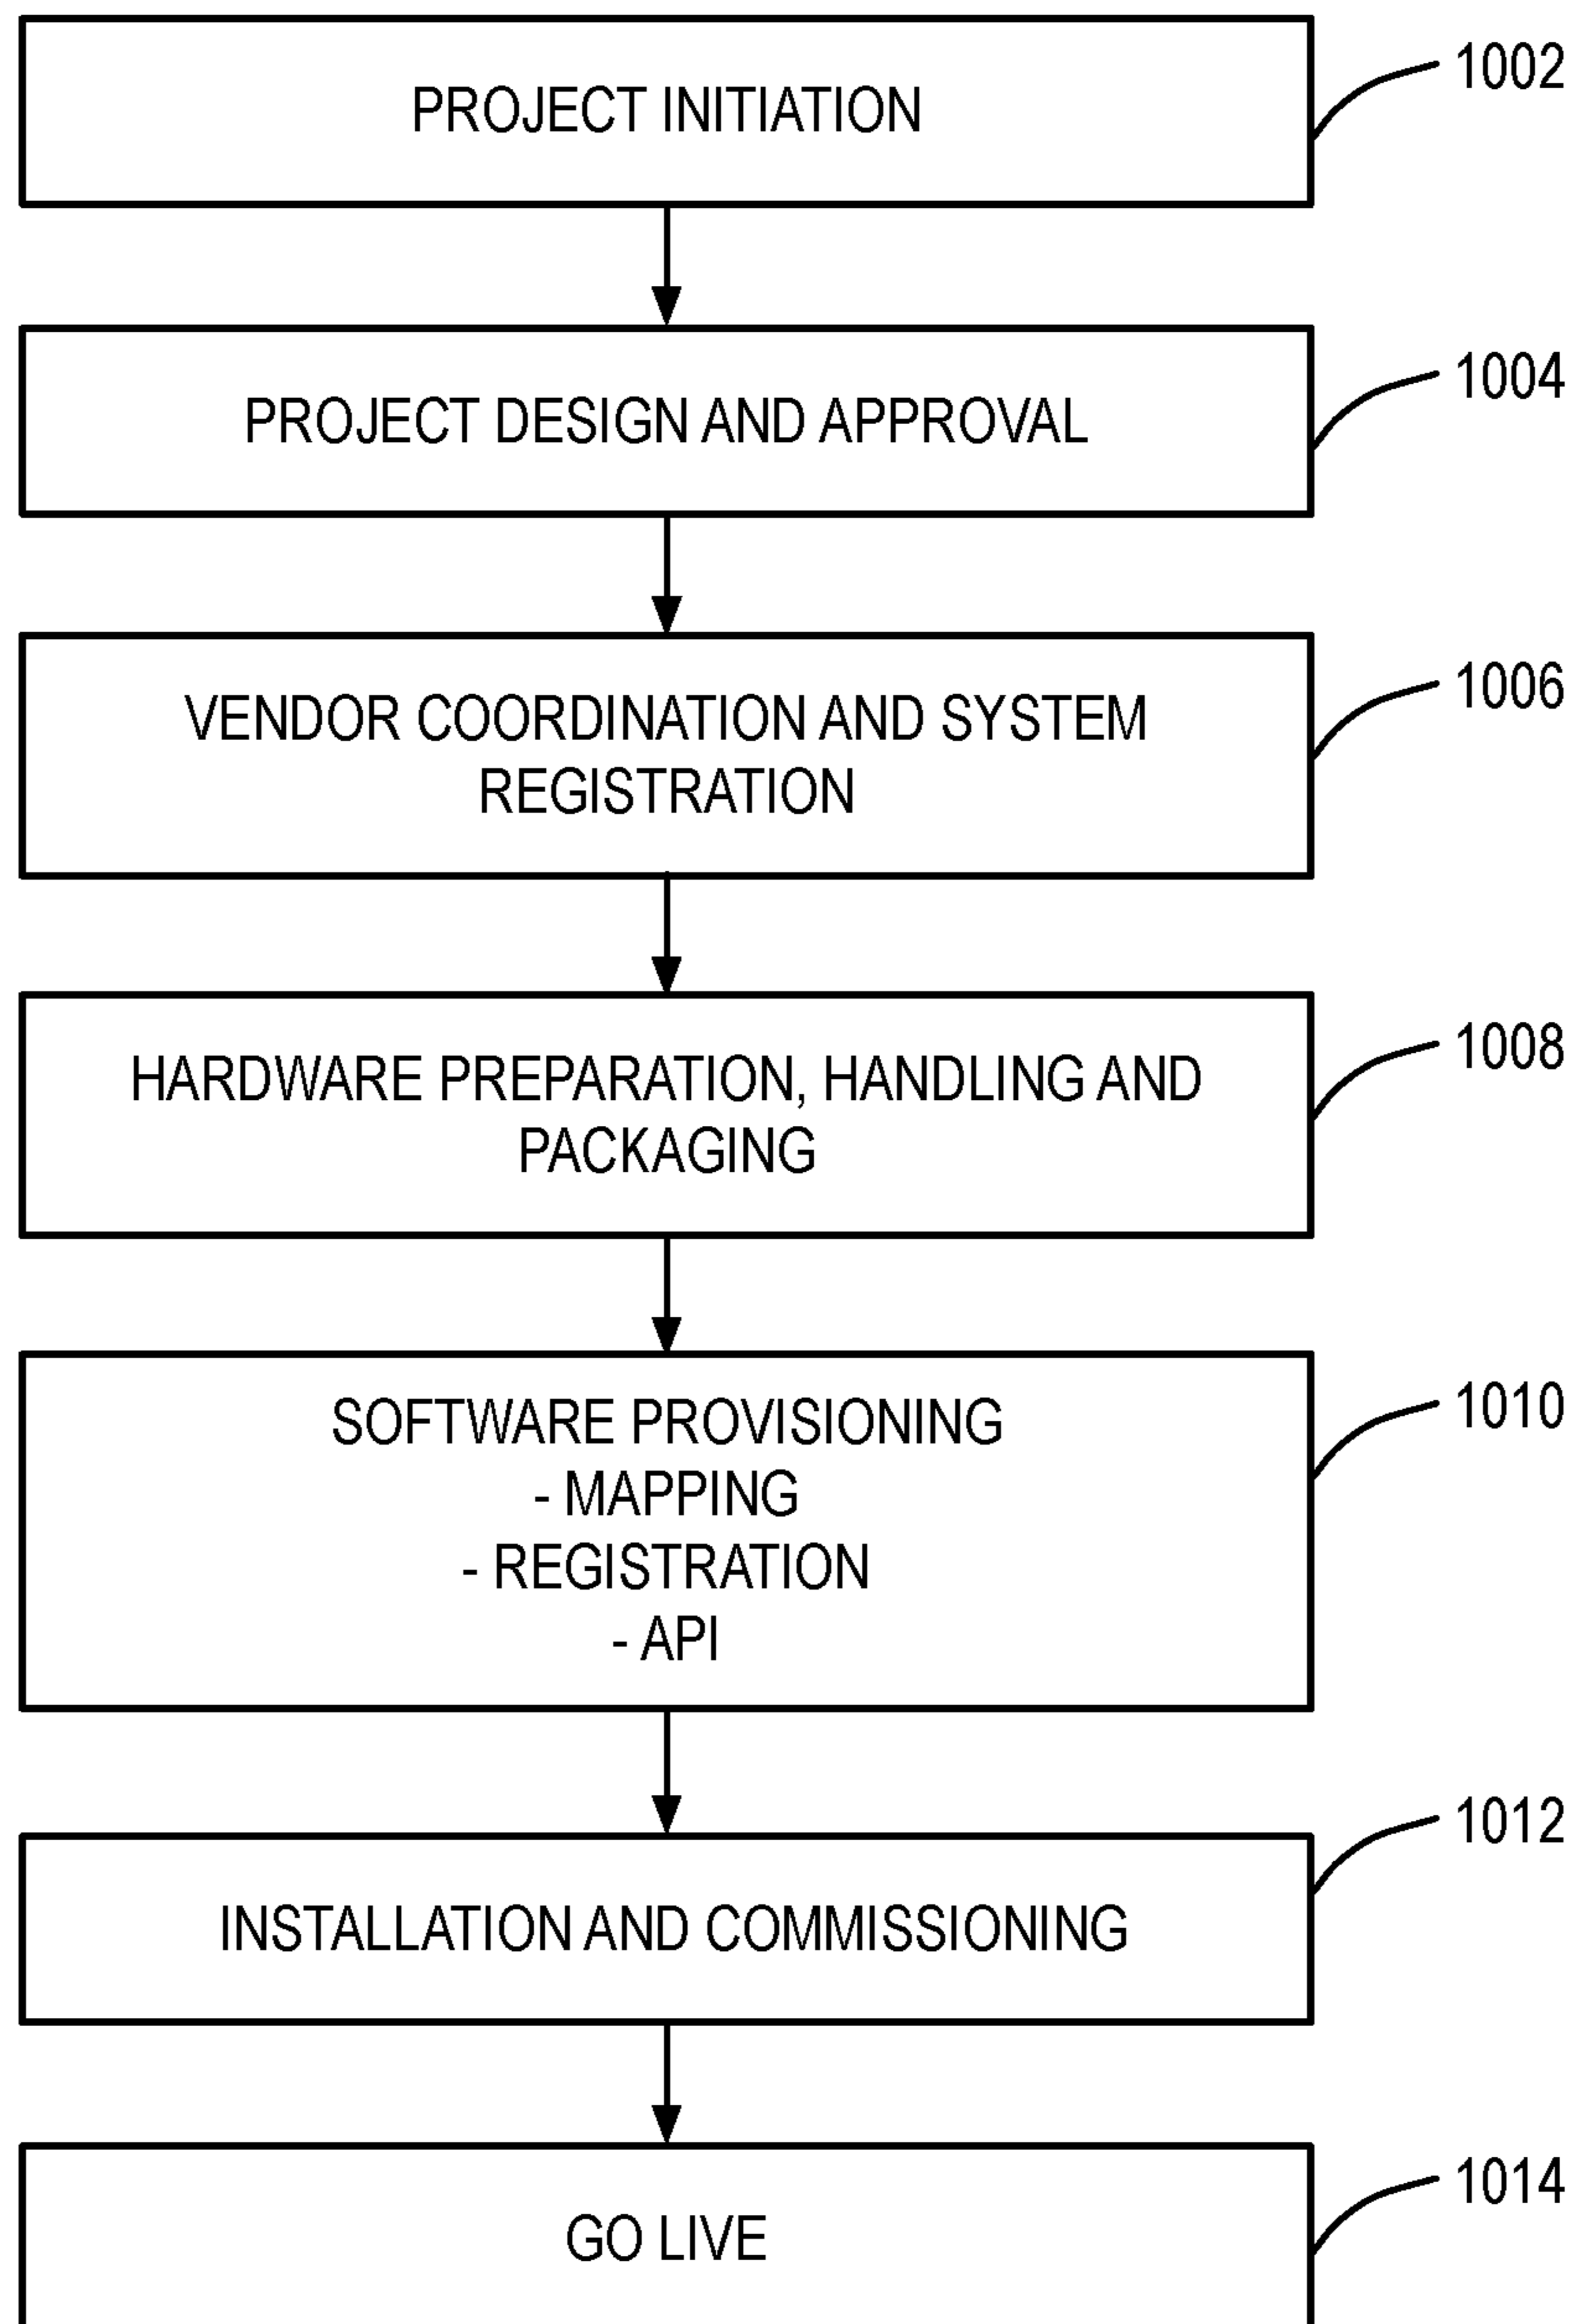 PROJECT INITIATION
1002
PROJECT DESIGN AND APPROVAL
1004
VENDOR COORDINATION AND SYSTEM
REGISTRATION
1006
HARDWARE PREPARATION, HANDLING AND
PACKAGING
1008
SOFTWARE PROVISIONING
- MAPPING
- REGISTRATION
- API
1010
INSTALLATION AND COMMISSIONING
1012
GO LIVE
1014